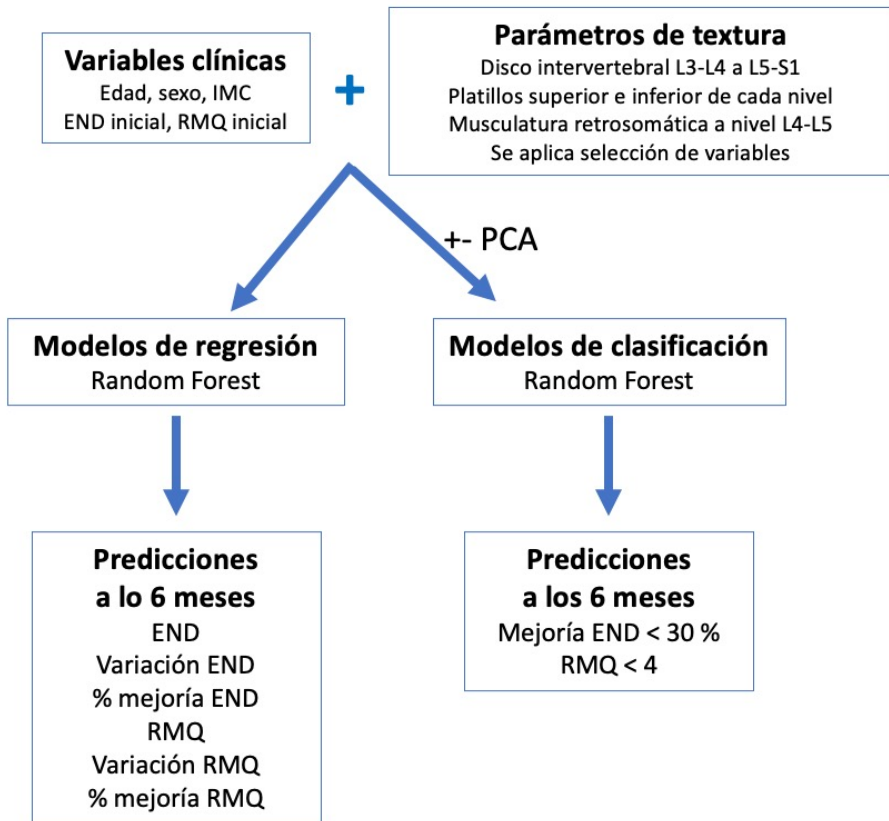 Variables clínicas
Edad, sexo, IMC
END inicial, RMQ inicial
+
Parámetros de textura
Disco intervertebral L3-L4 a L5-S1
Platillos superior e inferior de cada nivel
Musculatura retrosomática a nivel L4-L5
Se aplica selección de variables
+- PCA
Modelos de regresión
Random Forest
Modelos de clasificación
Random Forest
Predicciones
a lo 6 meses
END
Variación END
% mejoría END
RMQ
Variación RMQ
% mejoría RMQ
Predicciones
a los 6 meses
Mejoría END < 30 %
RMQ < 4